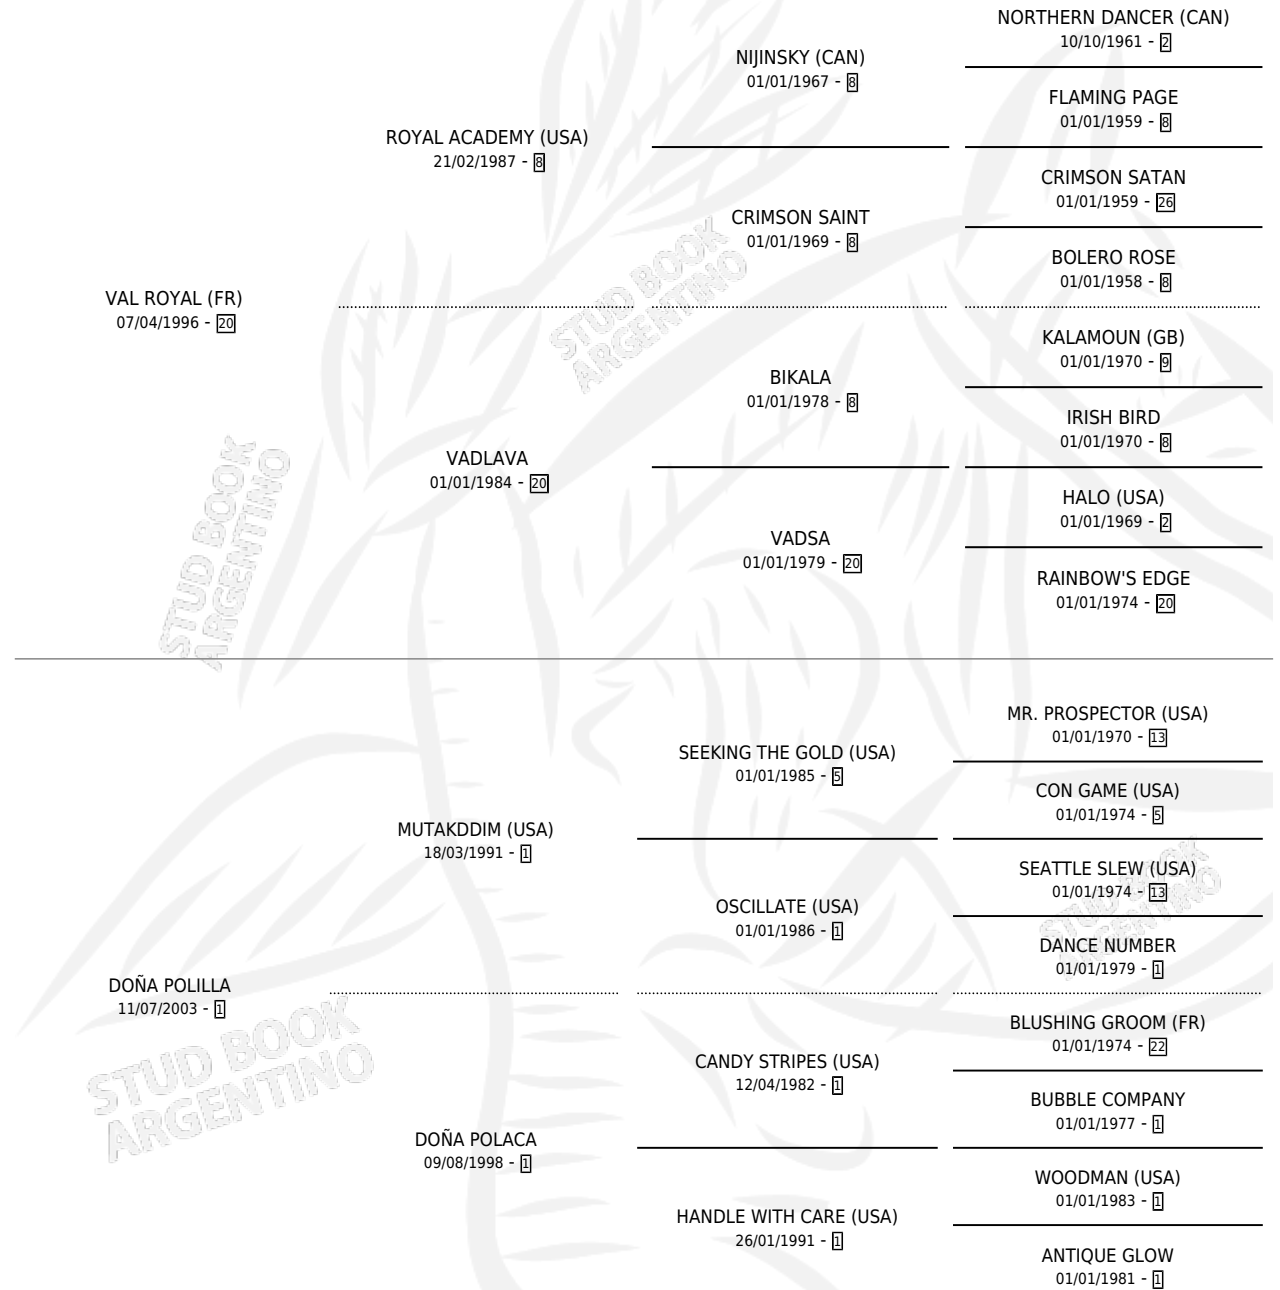 NORTHERN DANCER (CAN)
10/10/1961 - 2
NIJINSKY (CAN)
01/01/1967 - 8
FLAMING PAGE
01/01/1959 - 8
ROYAL ACADEMY (USA)
21/02/1987 - 8
CRIMSON SATAN
01/01/1959 - 26
CRIMSON SAINT
01/01/1969 - 8
BOLERO ROSE
01/01/1958 - 8
VAL ROYAL (FR)
07/04/1996 - 20
KALAMOUN (GB)
01/01/1970 - 9
BIKALA
01/01/1978 - 8
IRISH BIRD
01/01/1970 - 8
VADLAVA
01/01/1984 - 20
HALO (USA)
01/01/1969 - 2
VADSA
01/01/1979 - 20
RAINBOW'S EDGE
01/01/1974 - 20
MR. PROSPECTOR (USA)
01/01/1970 - 13
SEEKING THE GOLD (USA)
01/01/1985 - 5
CON GAME (USA)
01/01/1974 - 5
MUTAKDDIM (USA)
18/03/1991 - 1
SEATTLE SLEW (USA)
01/01/1974 - 13
OSCILLATE (USA)
01/01/1986 - 1
DANCE NUMBER
01/01/1979 - 1
DOÑA POLILLA
11/07/2003 - 1
BLUSHING GROOM (FR)
01/01/1974 - 22
CANDY STRIPES (USA)
12/04/1982 - 1
BUBBLE COMPANY
01/01/1977 - 1
DOÑA POLACA
09/08/1998 - 1
WOODMAN (USA)
01/01/1983 - 1
HANDLE WITH CARE (USA)
26/01/1991 - 1
ANTIQUE GLOW
01/01/1981 - 1
STUD BOOK
ARGENTINO
STUD BOOK
ARGENTINO
STUD BOOK
ARGENTINO
STUD BOOK
ARGENTINO